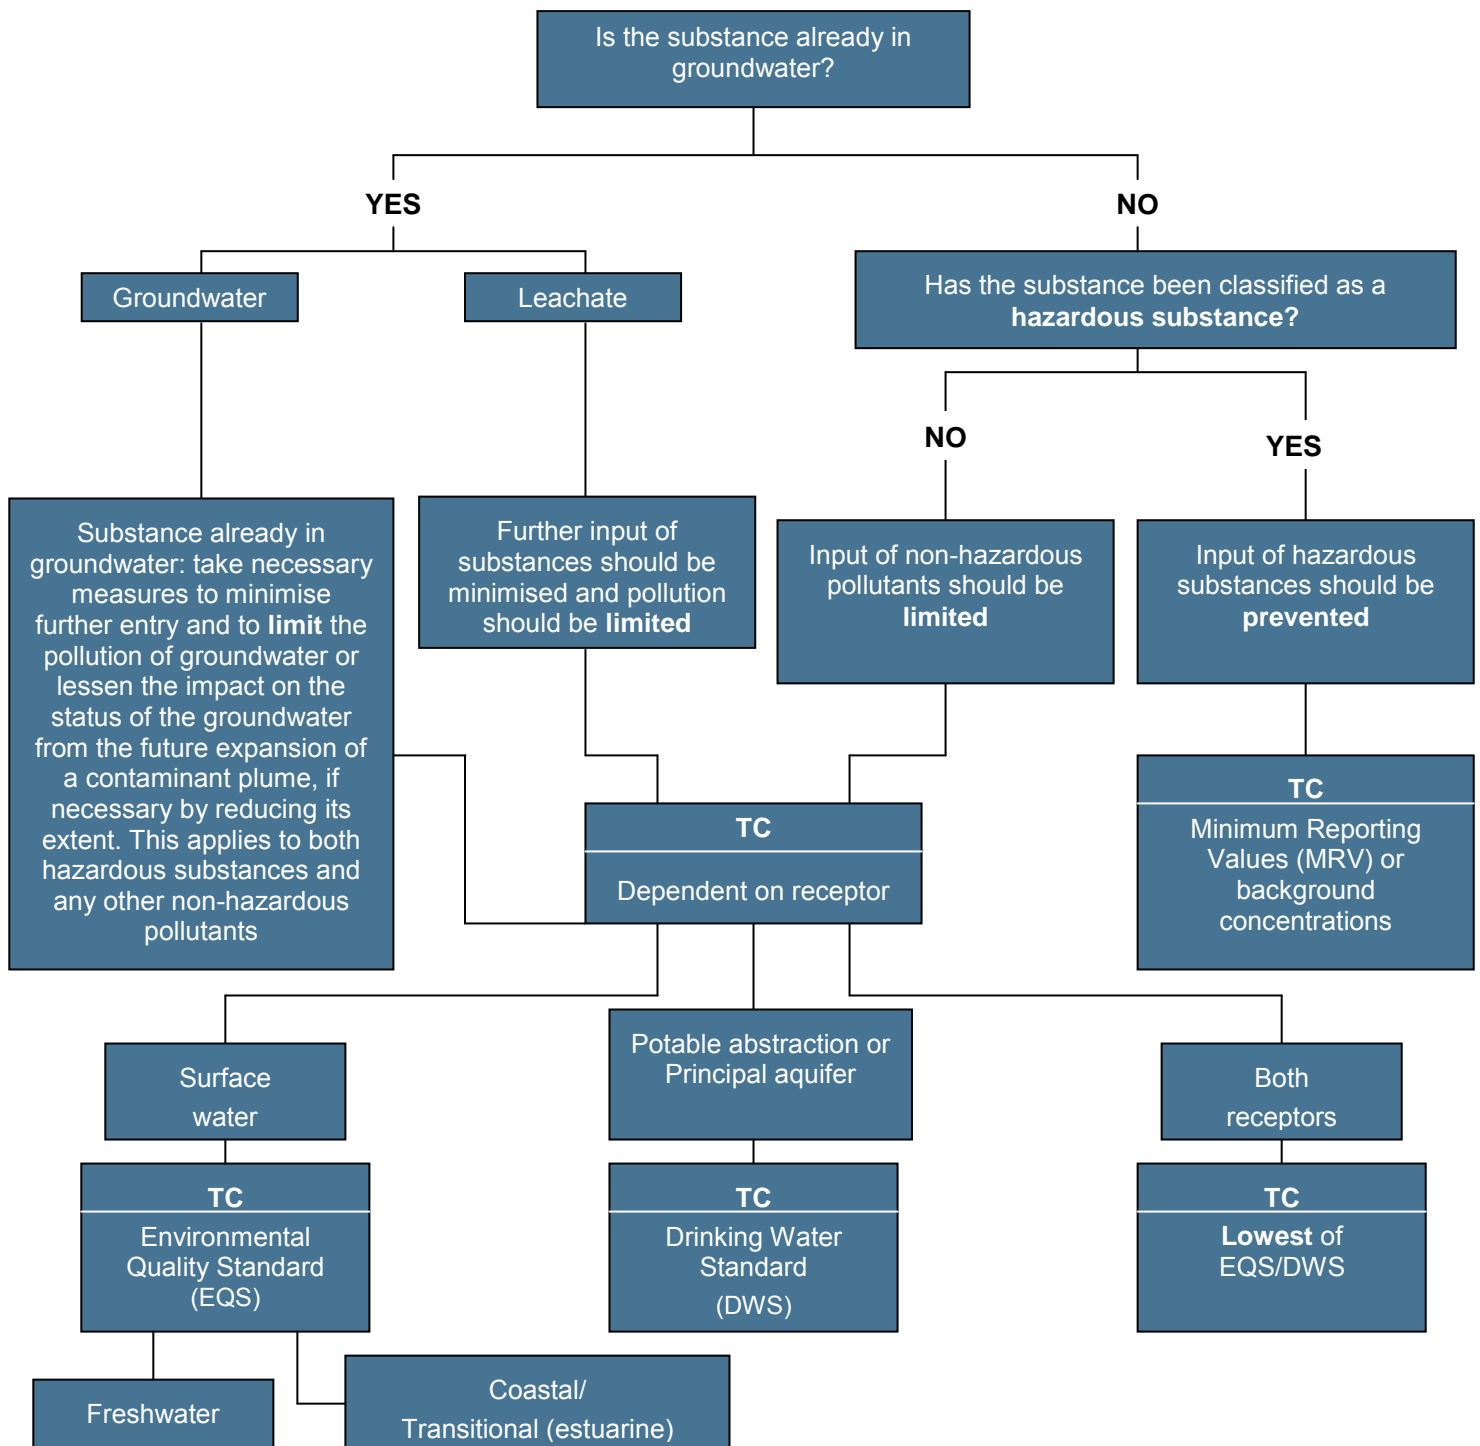 Is the substance already in
groundwater?
YES
NO
Groundwater
Leachate
Has the substance been classified as a
hazardous substance?
NO
YES
Substance already in
groundwater: take necessary
measures to minimise
further entry and to limit the
pollution of groundwater or
lessen the impact on the
status of the groundwater
from the future expansion of
a contaminant plume, if
necessary by reducing its
extent. This applies to both
hazardous substances and
any other non-hazardous
pollutants
Further input of
substances should be
minimised and pollution
should be limited
Input of non-hazardous
pollutants should be
limited
Input of hazardous
substances should be
prevented
TC
Dependent on receptor
TC
Minimum Reporting
Values (MRV) or
background
concentrations
Surface
water
Potable abstraction or
Principal aquifer
Both
receptors
TC
Environmental
Quality Standard
(EQS)
TC
Drinking Water
Standard
(DWS)
TC
Lowest of
EQS/DWS
Freshwater
Coastal/
Transitional (estuarine)